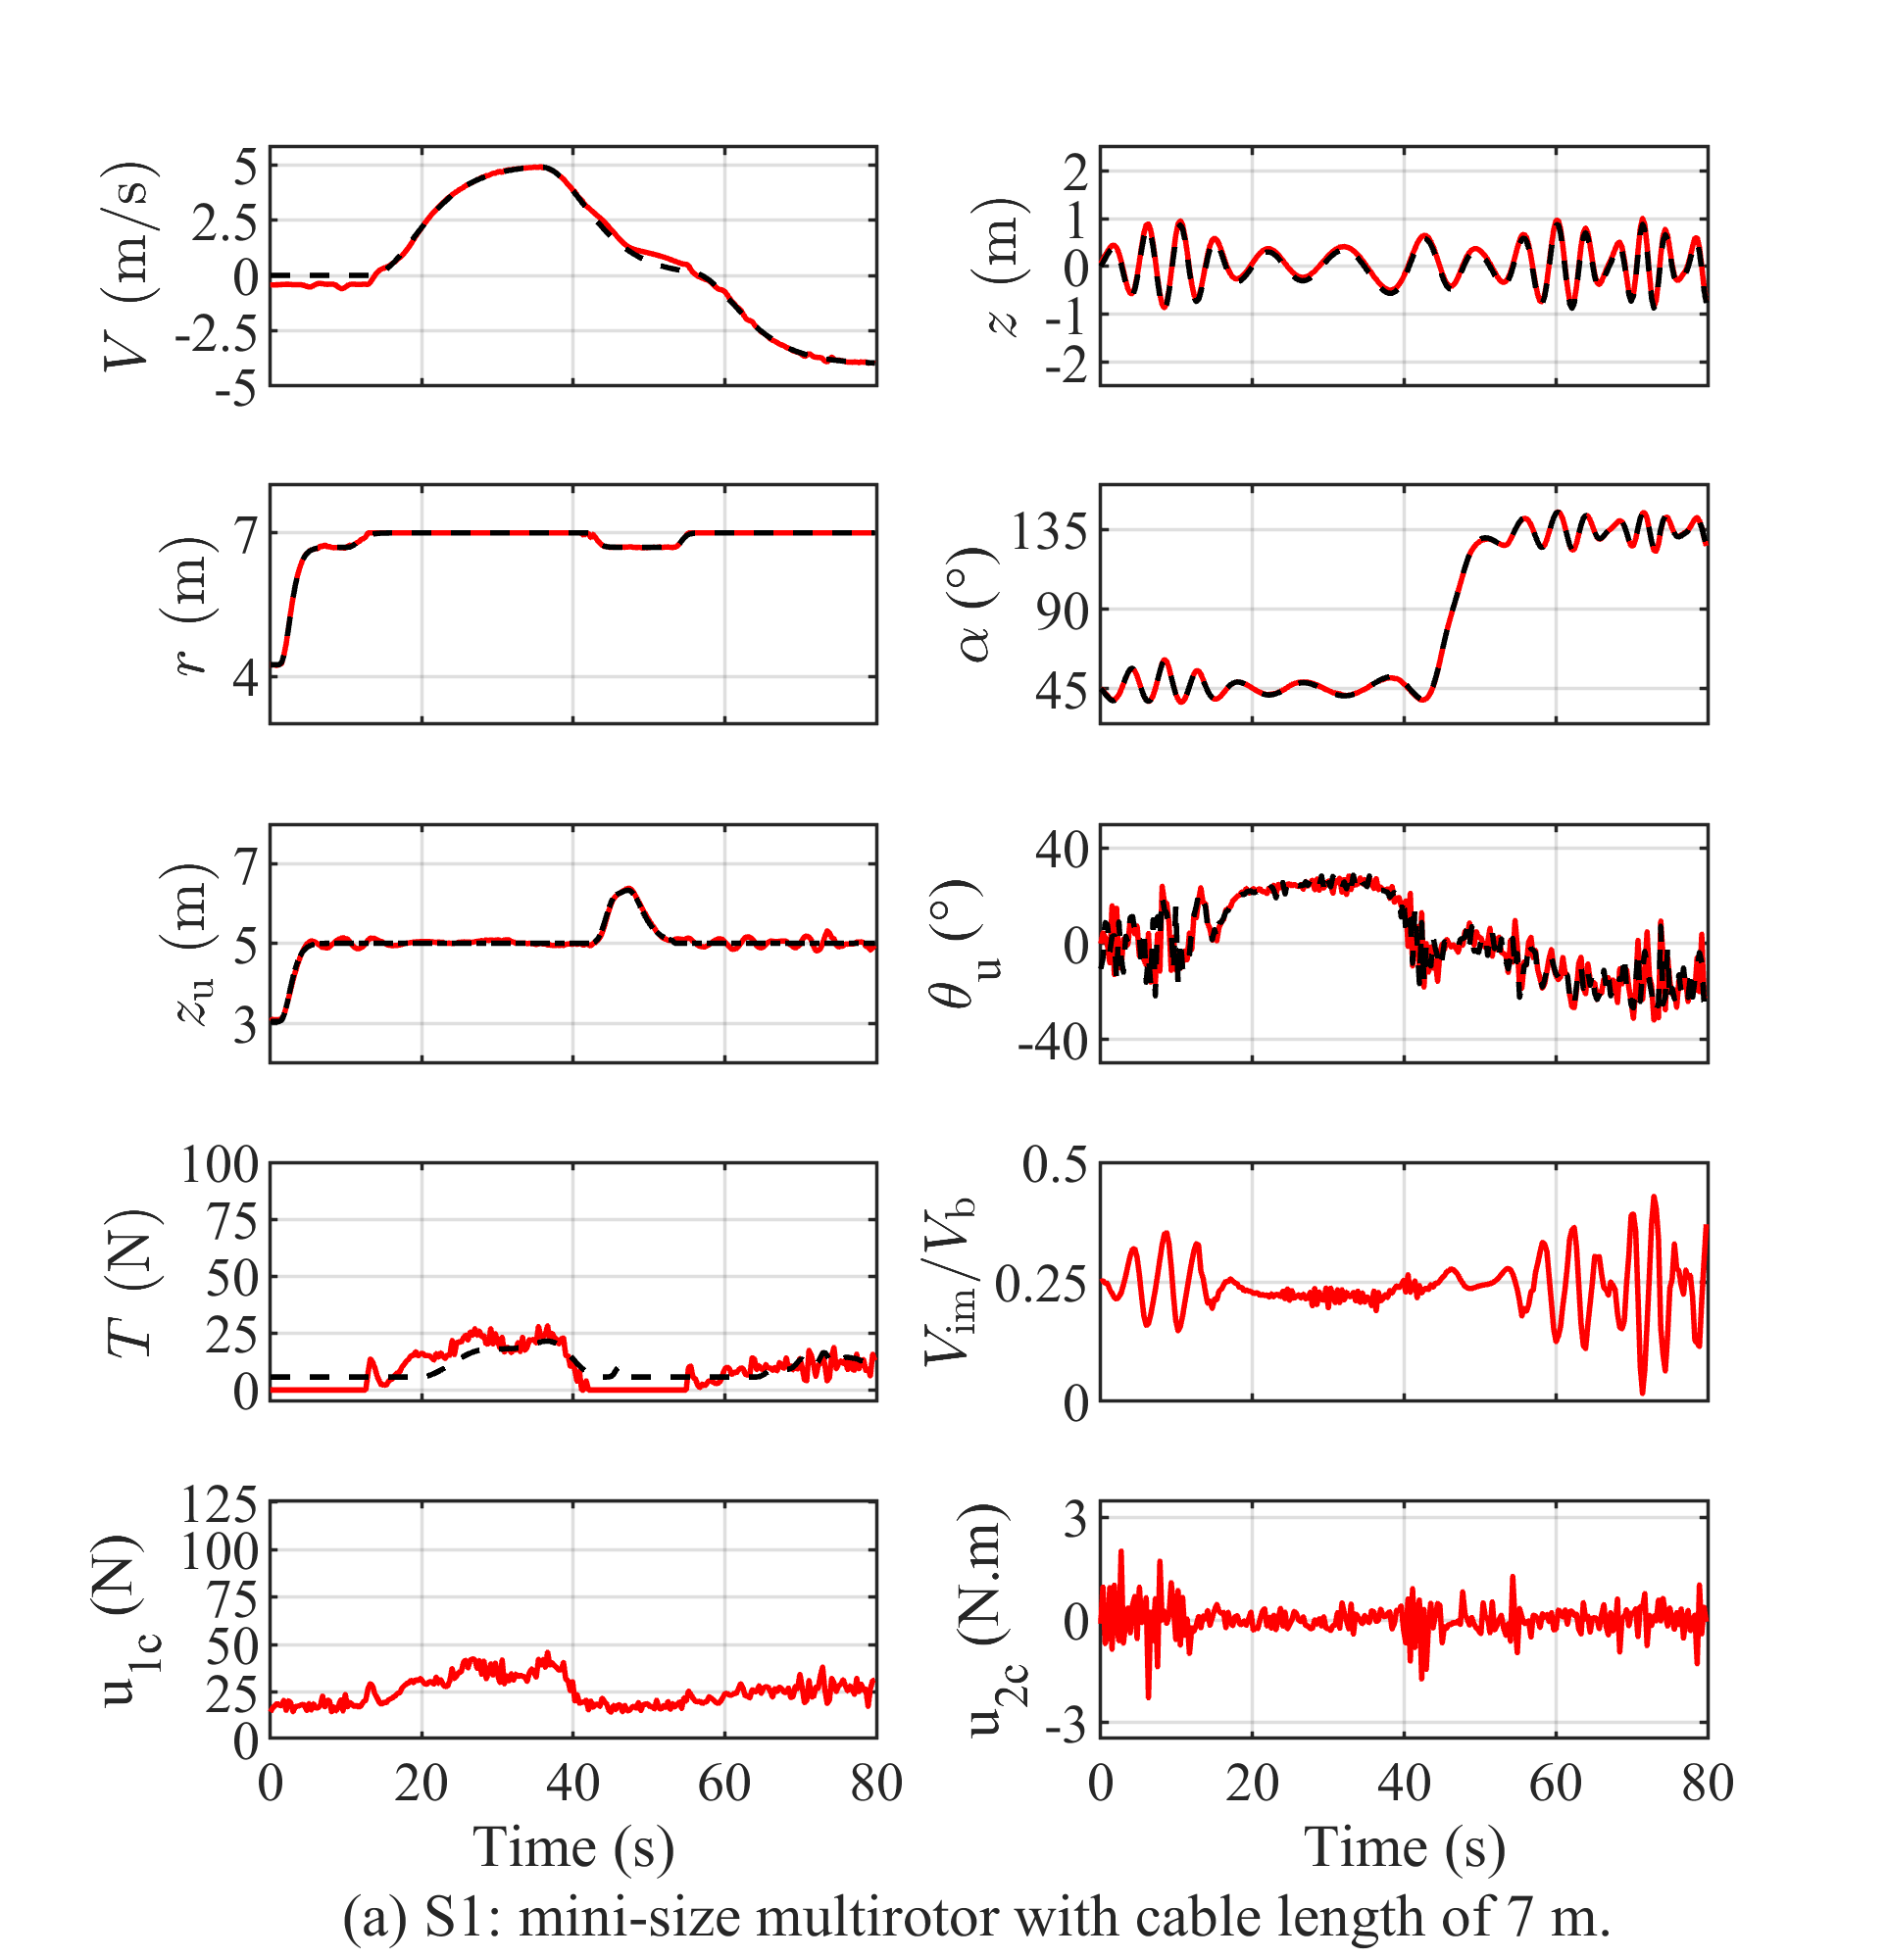 V (m/s)
5
2.5
0
-2.5
-5
z (m)
2
1
0
-1
-2
r (m)
7
4
α (°)
135
90
45
z_u (m)
7
5
3
θ_u (°)
40
0
-40
T (N)
100
75
50
25
0
V_im/V_b
0.5
0.25
0
u_1c (N)
125
100
75
50
25
0
0 20 40 60 80
Time (s)
u_2c (N.m)
3
0
-3
0 20 40 60 80
Time (s)
(a) S1: mini-size multirotor with cable length of 7 m.